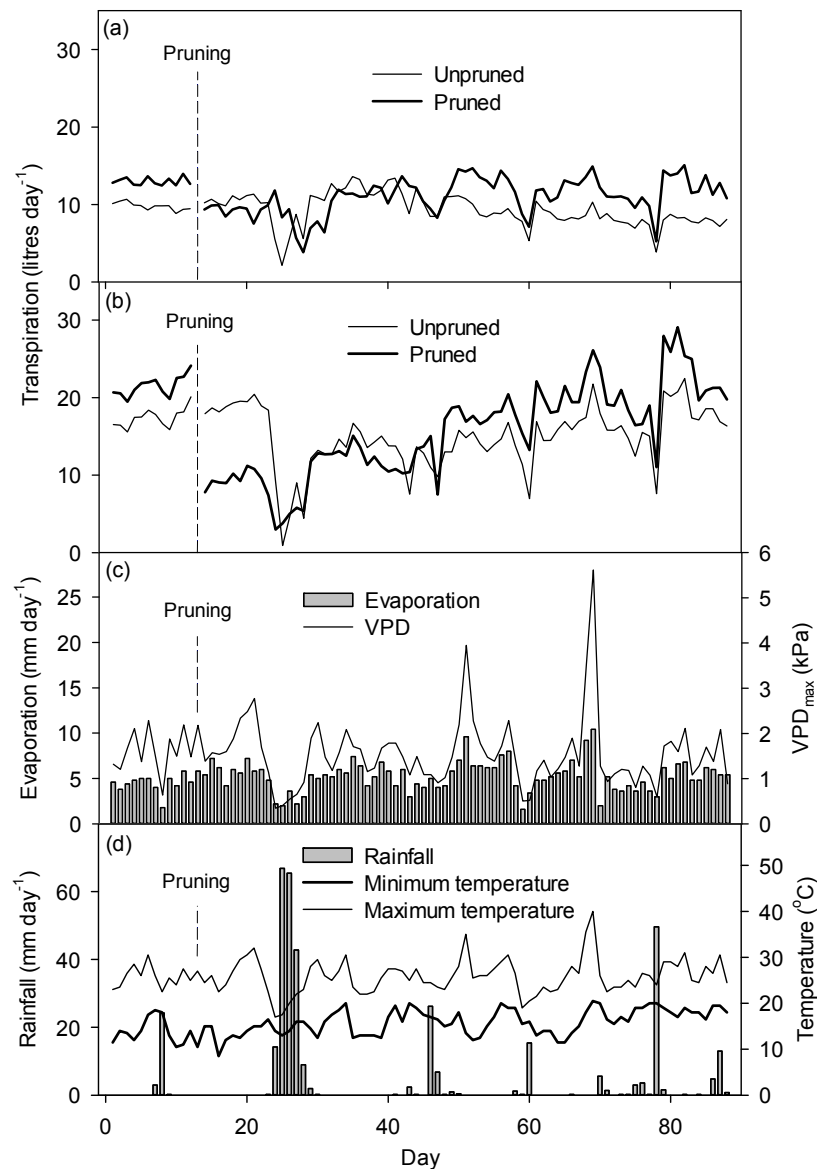 (a)
Pruning
Unpruned
Pruned
30
20
10
0
(b)
Pruning
Unpruned
Pruned
30
20
10
0
Transpiration (litres day⁻¹)
(c)
Pruning
Evaporation
VPD
25
20
15
10
5
0
Evaporation (mm day⁻¹)
6
5
4
3
2
1
0
VPDmax (kPa)
(d)
Pruning
Rainfall
Minimum temperature
Maximum temperature
60
40
20
0
Rainfall (mm day⁻¹)
50
40
30
20
10
0
Temperature (°C)
0 20 40 60 80
Day